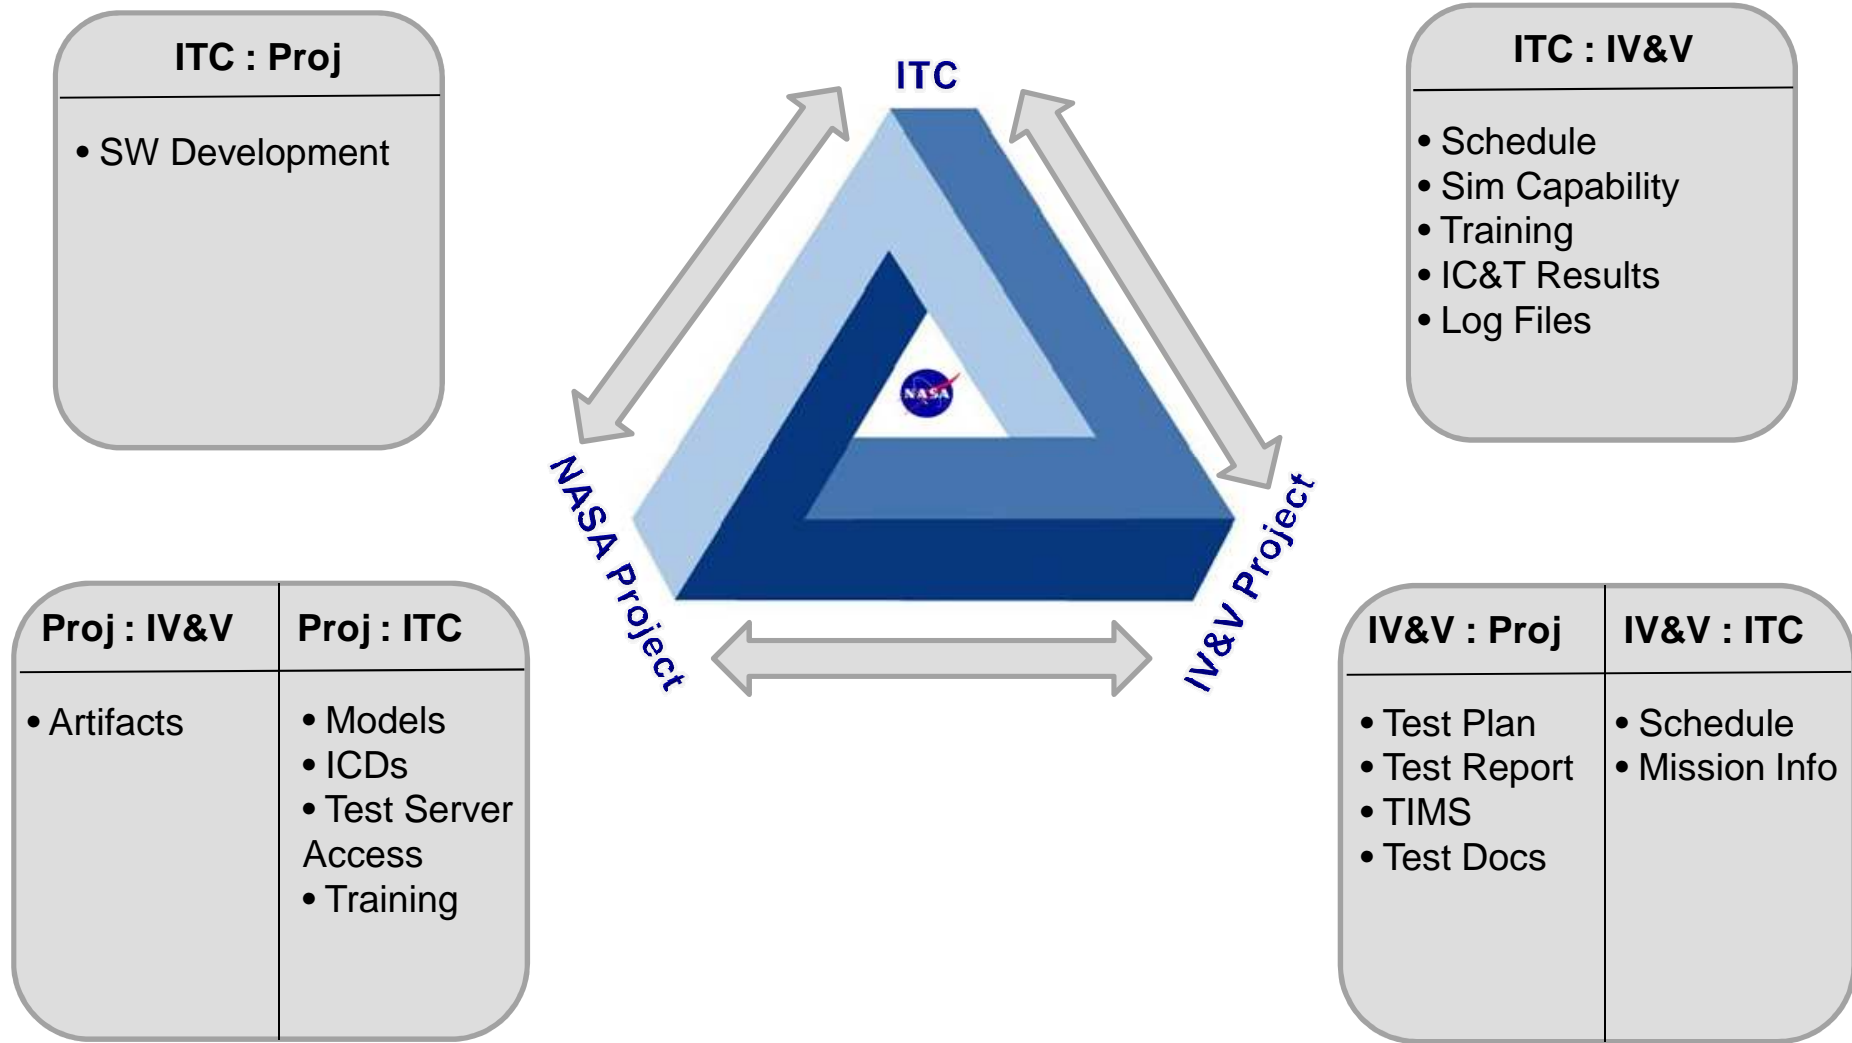 ITC : Proj
• SW Development
ITC
ITC : IV&V
• Schedule
• Sim Capability
• Training
• IC&T Results
• Log Files
NASA
NASA Project
IV&V Project
Proj : IV&V
• Artifacts
Proj : ITC
• Models
• ICDs
• Test Server
Access
• Training
IV&V : Proj
• Test Plan
• Test Report
• TIMS
• Test Docs
IV&V : ITC
• Schedule
• Mission Info